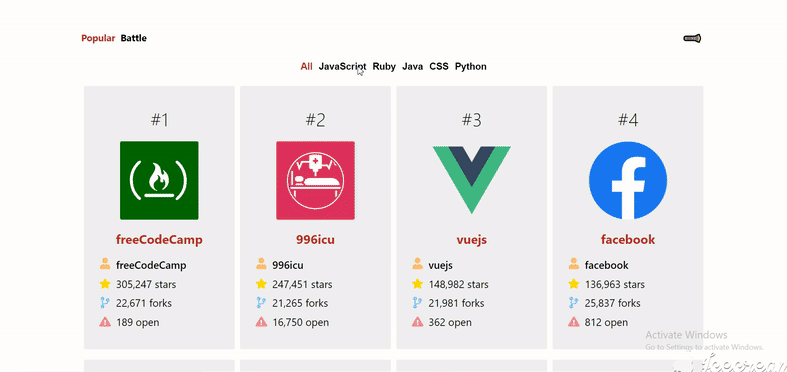 Popular Battle
All JavaScript Ruby Java CSS Python
#1 #2 #3 #4
freeCodeCamp 996icu vuejs facebook
freeCodeCamp 996icu vuejs facebook
305,247 stars 247,451 stars 148,982 stars 136,963 stars
22,671 forks 21,265 forks 21,981 forks 25,837 forks
189 open 16,750 open 362 open 812 open
Activate Windows
Go to Settings to activate Windows.